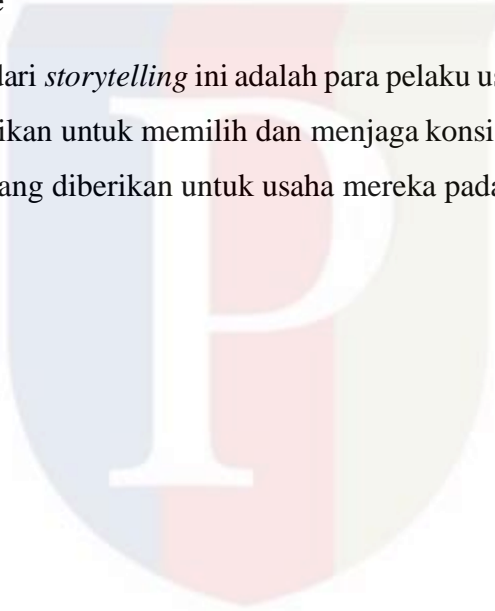 e
dari storytelling ini adalah para pelaku us
ikan untuk memilih dan menjaga konsi
ang diberikan untuk usaha mereka pada
P